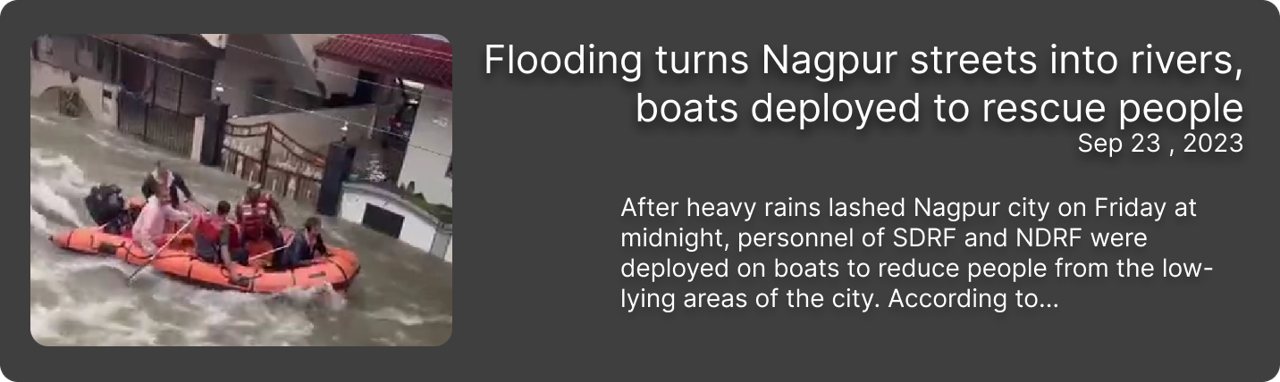 Flooding turns Nagpur streets into rivers,
boats deployed to rescue people
Sep 23 , 2023
After heavy rains lashed Nagpur city on Friday at
midnight, personnel of SDRF and NDRF were
deployed on boats to reduce people from the low-
lying areas of the city. According to...